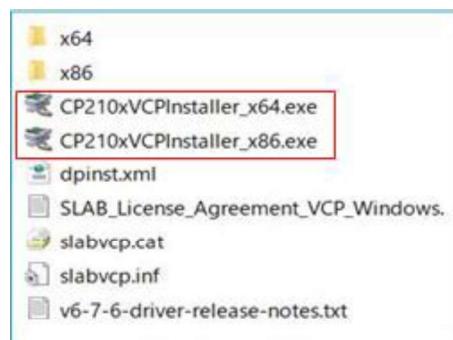 x64
x86
CP210xVCPInstaller_x64.exe
CP210xVCPInstaller_x86.exe
dpinst.xml
SLAB_License_Agreement_VCP_Windows.
slabvcp.cat
slabvcp.inf
v6-7-6-driver-release-notes.txt